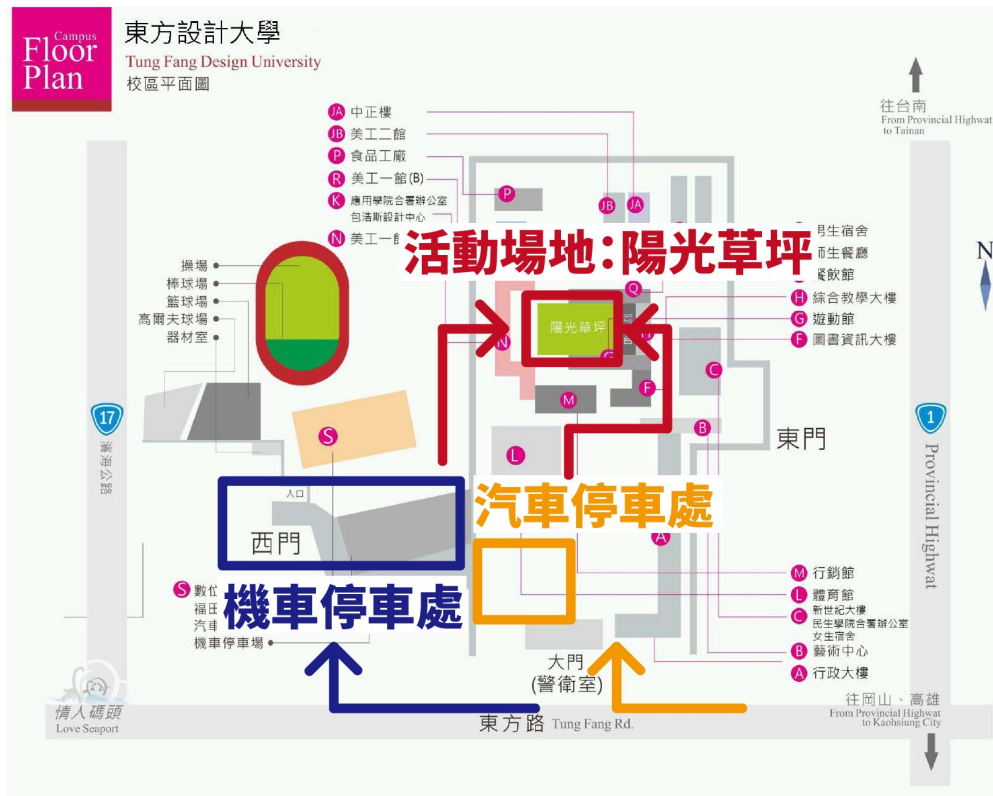 Campus
Floor
Plan
東方設計大學
Tung Fang Design University
校區平面圖
往台南
From Provincial Highwat
to Tainan
JA 中正樓
JB 美工二館
P 食品工廠
R 美工一館(B)
K 應用學院合署辦公室
包浩斯設計中心
N 美工一館
P
JB
JA
活動場地:陽光草坪
男生宿舍
師生餐廳
餐飲館
H 綜合教學大樓
G 遊動館
F 圖書資訊大樓
N
操場
棒球場
籃球場
高爾夫球場
器材室
Q
陽光草坪
N
G
H
C
F
M
B
S
L
17
濱海公路
1
Provincial Highwat
東門
入口
西門
汽車停車處
A
機車停車處
S 數位
福田
汽車
機車停車場
M 行銷館
L 體育館
C 新世紀大樓
民生學院合署辦公室
女生宿舍
B 藝術中心
A 行政大樓
大門
(警衛室)
情人碼頭
Love Seaport
東方路 Tung Fang Rd.
往岡山、高雄
From Provincial Highwat
to Kaohsiung City